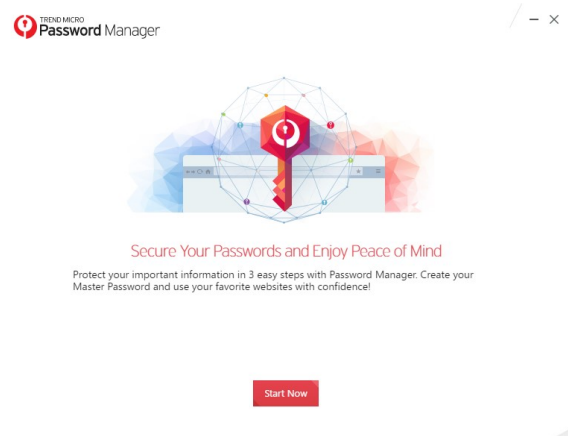 TREND MICRO
Password Manager
Secure Your Passwords and Enjoy Peace of Mind
Protect your important information in 3 easy steps with Password Manager. Create your
Master Password and use your favorite websites with confidence!
Start Now